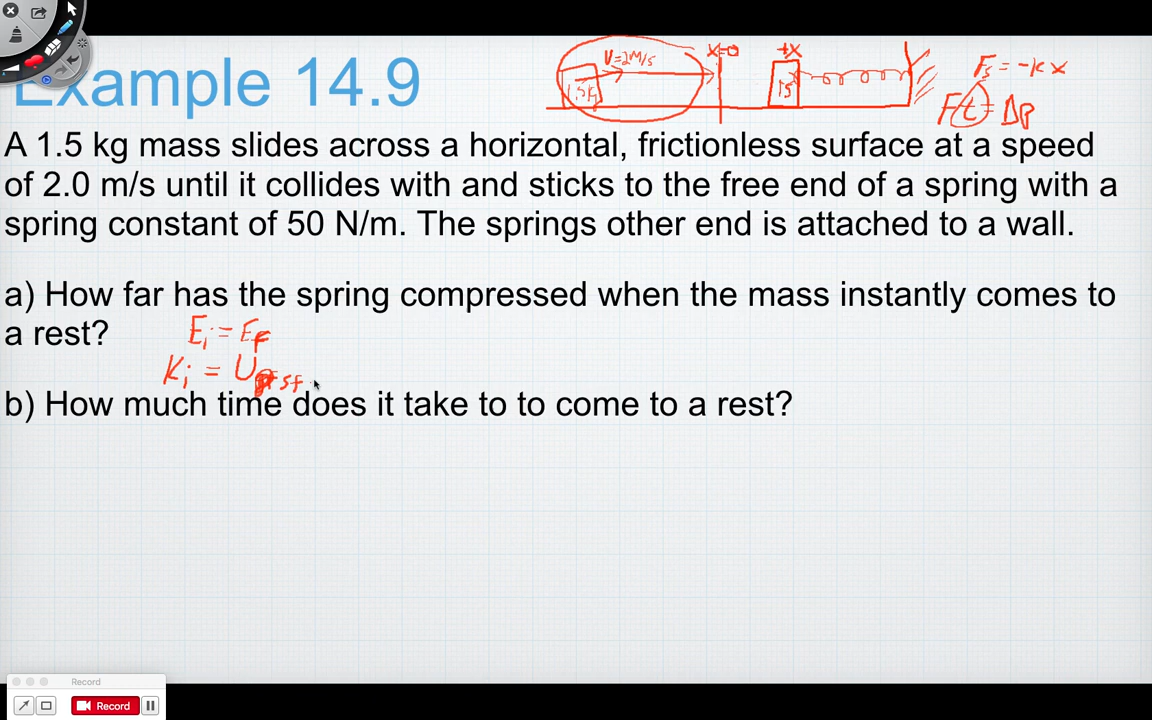 Example 14.9
V=2m/s
x=0
+x
Fs = -kx
Ft = Δp
1.5kg
1.5
A 1.5 kg mass slides across a horizontal, frictionless surface at a speed
of 2.0 m/s until it collides with and sticks to the free end of a spring with a
spring constant of 50 N/m. The springs other end is attached to a wall.
a) How far has the spring compressed when the mass instantly comes to
a rest?
Ei = Ef
Ki = Usf
b) How much time does it take to to come to a rest?
Record
Record